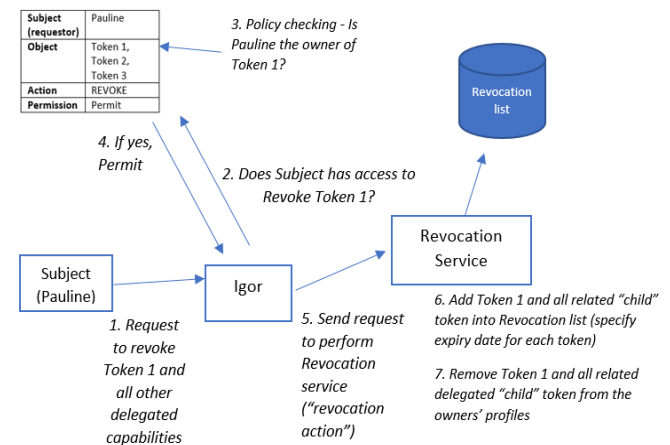 Subject Pauline
(requestor)
Object Token 1,
Token 2,
Token 3
Action REVOKE
Permission Permit
3. Policy checking - Is
Pauline the owner of
Token 1?
Revocation
list
4. If yes,
Permit
2. Does Subject has access to
Revoke Token 1?
Subject
(Pauline)
Igor
Revocation
Service
1. Request
to revoke
Token 1 and
all other
delegated
capabilities
5. Send request
to perform
Revocation
service
(“revocation
action”)
6. Add Token 1 and all related “child”
token into Revocation list (specify
expiry date for each token)
7. Remove Token 1 and all related
delegated “child” token from the
owners’ profiles